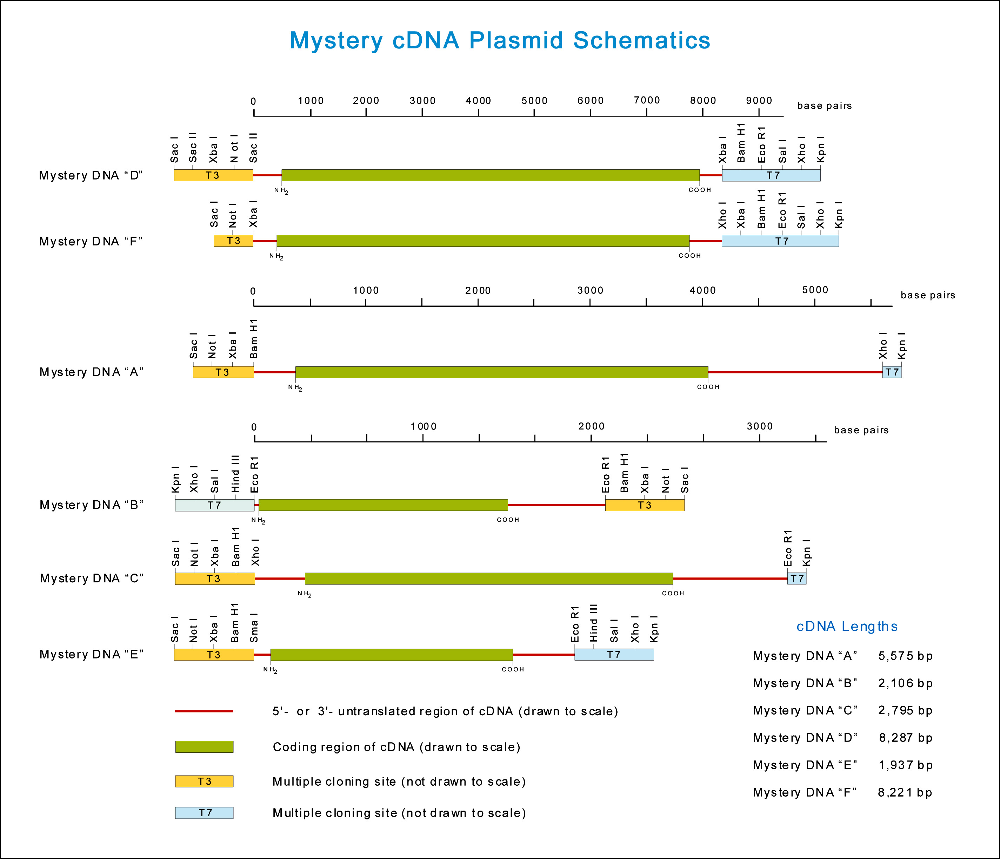 Mystery cDNA Plasmid Schematics
0 1000 2000 3000 4000 5000 6000 7000 8000 9000 base pairs
Sac I Sac II Xba I N ot I Sac II Xba I Bam H1 Eco R1 Sal I Xho I Kpn I
Mystery DNA “D” T3 T7
NH2 COOH
Sac I Not I Xba I Xho I Xba I Bam H1 Eco R1 Sal I Xho I Kpn I
Mystery DNA “F” T3 T7
NH2 COOH
0 1000 2000 3000 4000 5000 base pairs
Sac I Not I Xba I Bam H1 Xho I Kpn I
Mystery DNA “A” T3 T7
NH2 COOH
0 1000 2000 3000 base pairs
Kpn I Xho I Sal I Hind III Eco R1 Eco R1 Bam H1 Xba I Not I Sac I
Mystery DNA “B” T7 T3
NH2 COOH
Sac I Not I Xba I Bam H1 Xho I Eco R1 Kpn I
Mystery DNA “C” T3 T7
NH2 COOH
Sac I Not I Xba I Bam H1 Sma I Eco R1 Hind III Sal I Xho I Kpn I
Mystery DNA “E” T3 T7
NH2 COOH
5'- or 3'- untranslated region of cDNA (drawn to scale)
Coding region of cDNA (drawn to scale)
T3 Multiple cloning site (not drawn to scale)
T7 Multiple cloning site (not drawn to scale)
cDNA Lengths
Mystery DNA “A” 5,575 bp
Mystery DNA “B” 2,106 bp
Mystery DNA “C” 2,795 bp
Mystery DNA “D” 8,287 bp
Mystery DNA “E” 1,937 bp
Mystery DNA “F” 8,221 bp